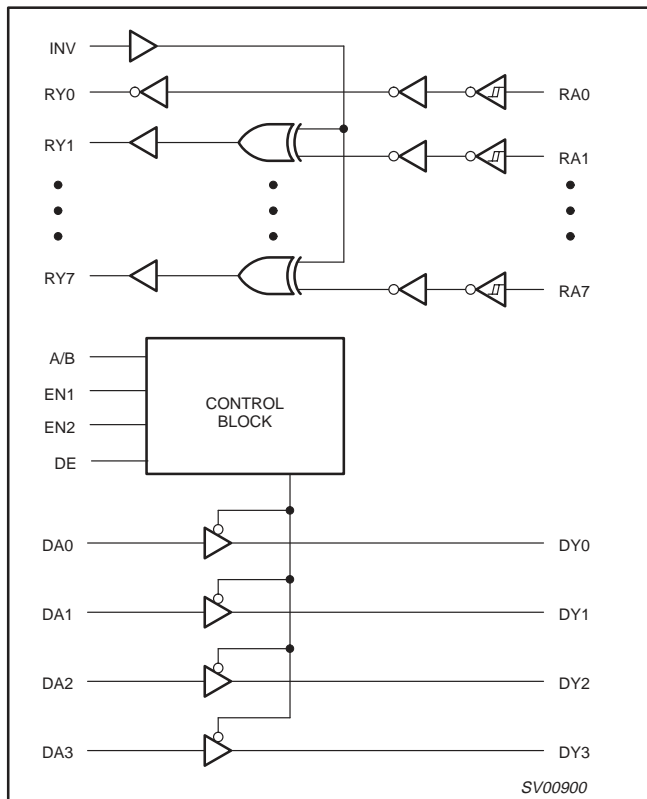 INV
RY0 RA0
RY1 RA1
RY7 RA7
A/B
EN1
EN2
DE
CONTROL
BLOCK
DA0 DY0
DA1 DY1
DA2 DY2
DA3 DY3
SV00900